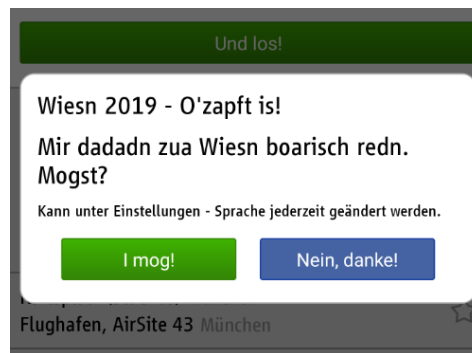 Und los!
Wiesn 2019 - O'zapft is!
Mir dadadn zua Wiesn boarisch redn.
Mogst?
Kann unter Einstellungen - Sprache jederzeit geändert werden.
I mog!
Nein, danke!
Flughafen, AirSite 43 München